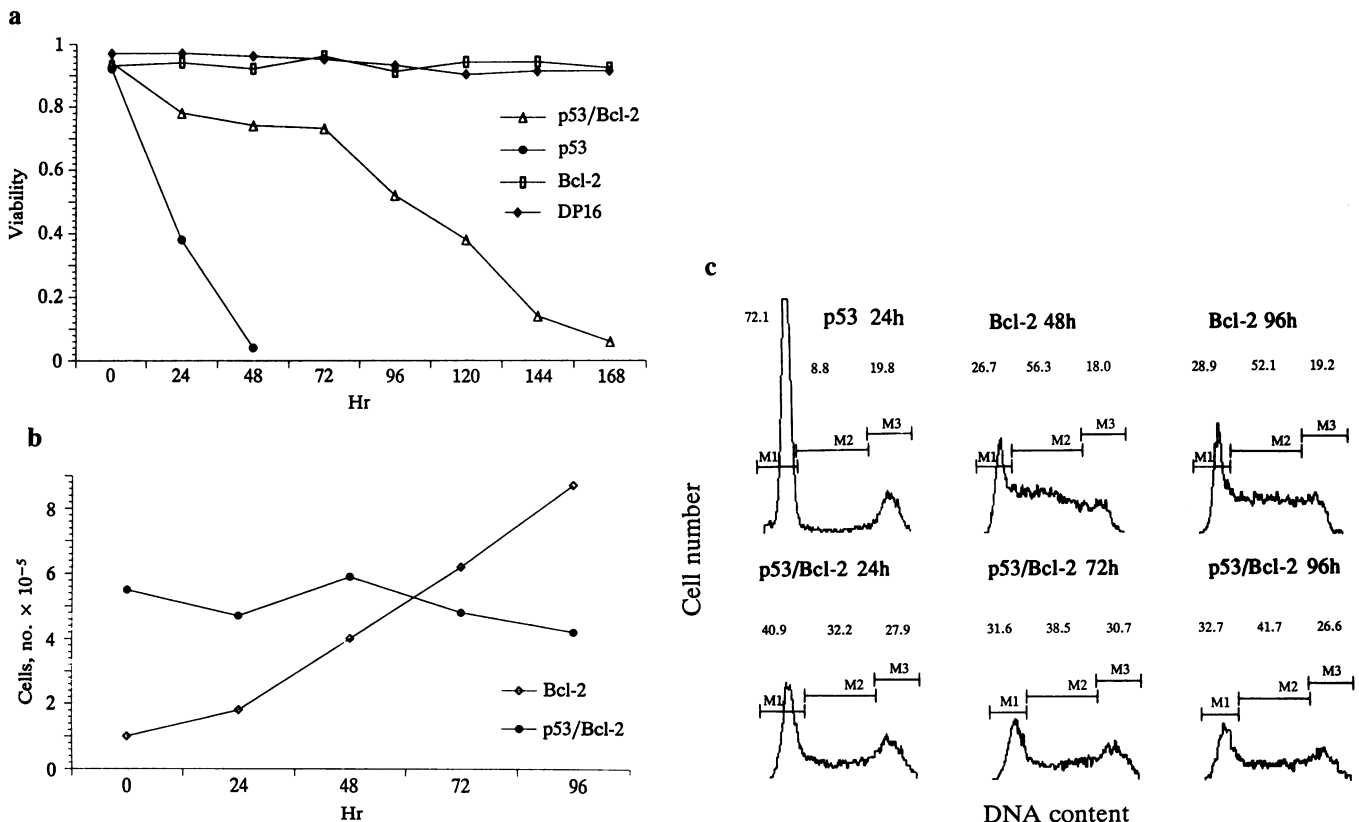 a
1
0.8
0.6
0.4
0.2
0
Viability
0 24 48 72 96 120 144 168
Hr
p53/Bcl-2
p53
Bcl-2
DP16
b
8
6
4
2
0
Cells, no. × 10⁻⁵
0 24 48 72 96
Hr
Bcl-2
p53/Bcl-2
c
Cell number
p53 24h
72.1 8.8 19.8
M1 M2 M3
Bcl-2 48h
26.7 56.3 18.0
M1 M2 M3
Bcl-2 96h
28.9 52.1 19.2
M1 M2 M3
p53/Bcl-2 24h
40.9 32.2 27.9
M1 M2 M3
p53/Bcl-2 72h
31.6 38.5 30.7
M1 M2 M3
p53/Bcl-2 96h
32.7 41.7 26.6
M1 M2 M3
DNA content